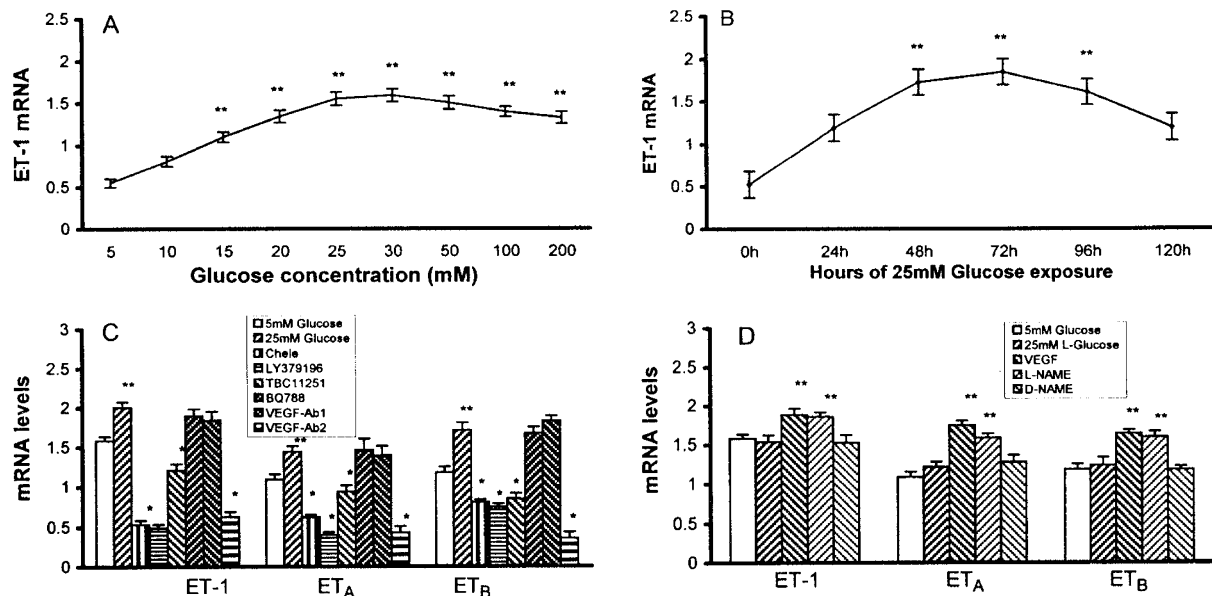 A
ET-1 mRNA
2.5
2
1.5
1
0.5
0
** ** ** ** ** ** **
5 10 15 20 25 30 50 100 200
Glucose concentration (mM)
B
ET-1 mRNA
2.5
2
1.5
1
0.5
0
** ** **
0h 24h 48h 72h 96h 120h
Hours of 25mM Glucose exposure
C
mRNA levels
3
2.5
2
1.5
1
0.5
0
5mM Glucose
25mM Glucose
Chele
LY379196
TBC11251
BQ788
VEGF-Ab1
VEGF-Ab2
** * * * ** * * * * ** * * * *
ET-1 ETA ETB
D
mRNA levels
3
2.5
2
1.5
1
0.5
0
5mM Glucose
25mM L-Glucose
VEGF
L-NAME
D-NAME
** ** ** ** ** **
ET-1 ETA ETB